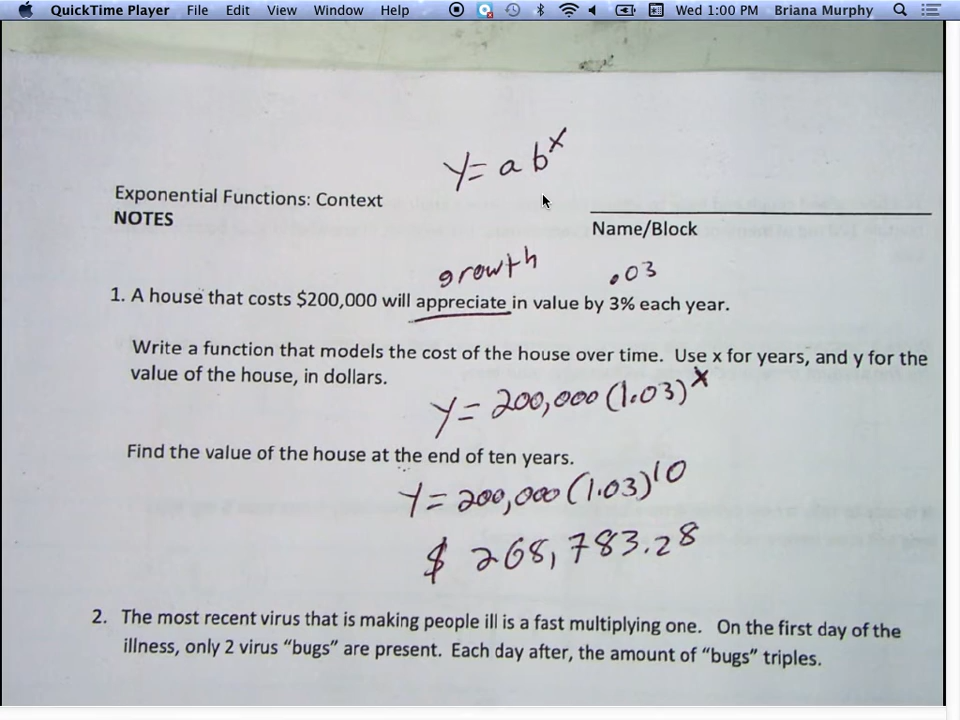 QuickTime Player File Edit View Window Help Wed 1:00 PM Briana Murphy
y = a b^x
Exponential Functions: Context
NOTES
Name/Block
growth .03
1. A house that costs $200,000 will appreciate in value by 3% each year.
Write a function that models the cost of the house over time. Use x for years, and y for the
value of the house, in dollars.
y = 200,000 (1.03)^x
Find the value of the house at the end of ten years.
y = 200,000 (1.03)^10
$ 268,783.28
2. The most recent virus that is making people ill is a fast multiplying one. On the first day of the
illness, only 2 virus “bugs” are present. Each day after, the amount of “bugs” triples.